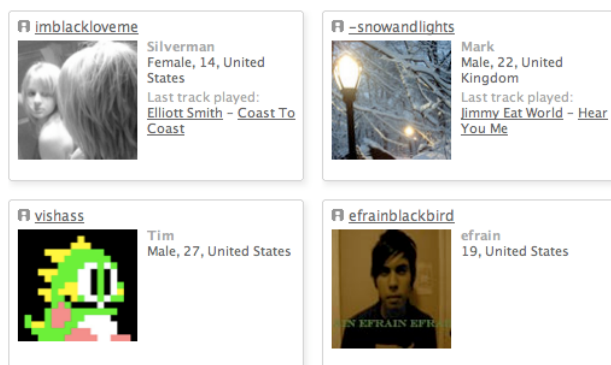 imblackloveme
Silverman
Female, 14, United
States
Last track played:
Elliott Smith – Coast To
Coast
-snowandlights
Mark
Male, 22, United
Kingdom
Last track played:
Jimmy Eat World – Hear
You Me
vishass
Tim
Male, 27, United States
efrainblackbird
efrain
19, United States
EFRAIN